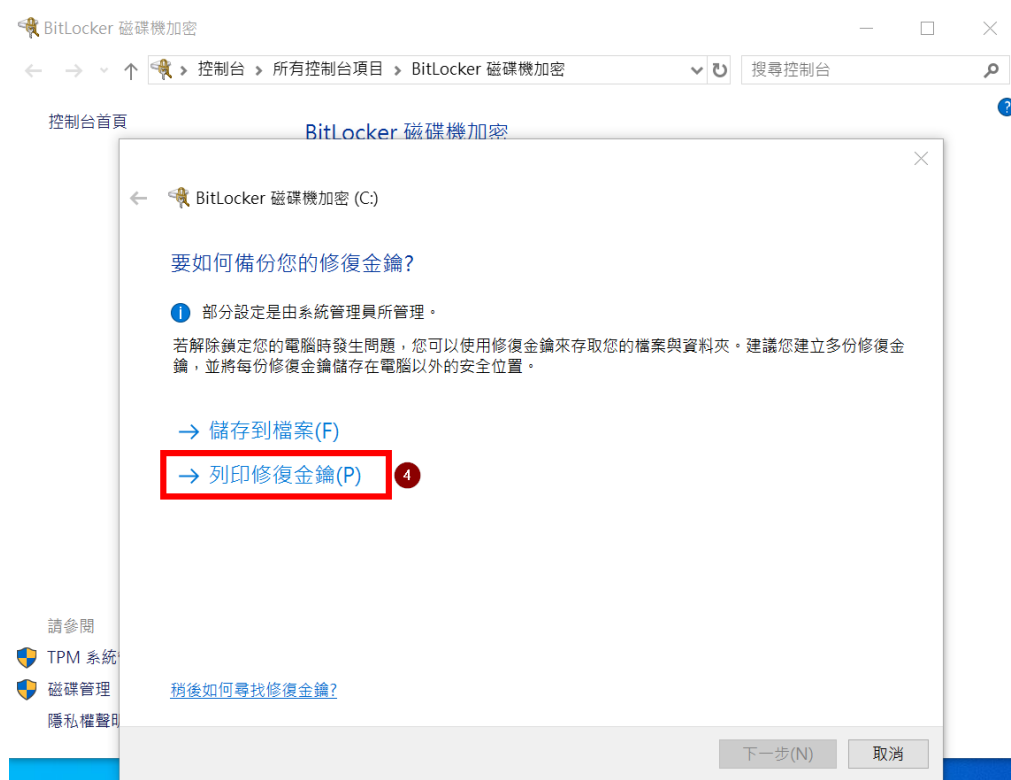 BitLocker 磁碟機加密
控制台 > 所有控制台項目 > BitLocker 磁碟機加密
搜尋控制台
?
控制台首頁
BitLocker 磁碟機加密
BitLocker 磁碟機加密 (C:)
要如何備份您的修復金鑰?
部分設定是由系統管理員所管理。
若解除鎖定您的電腦時發生問題，您可以使用修復金鑰來存取您的檔案與資料夾。建議您建立多份修復金
鑰，並將每份修復金鑰儲存在電腦以外的安全位置。
→ 儲存到檔案(F)
→ 列印修復金鑰(P)
4
請參閱
TPM 系統
磁碟管理
隱私權聲明
稍後如何尋找修復金鑰?
下一步(N)
取消